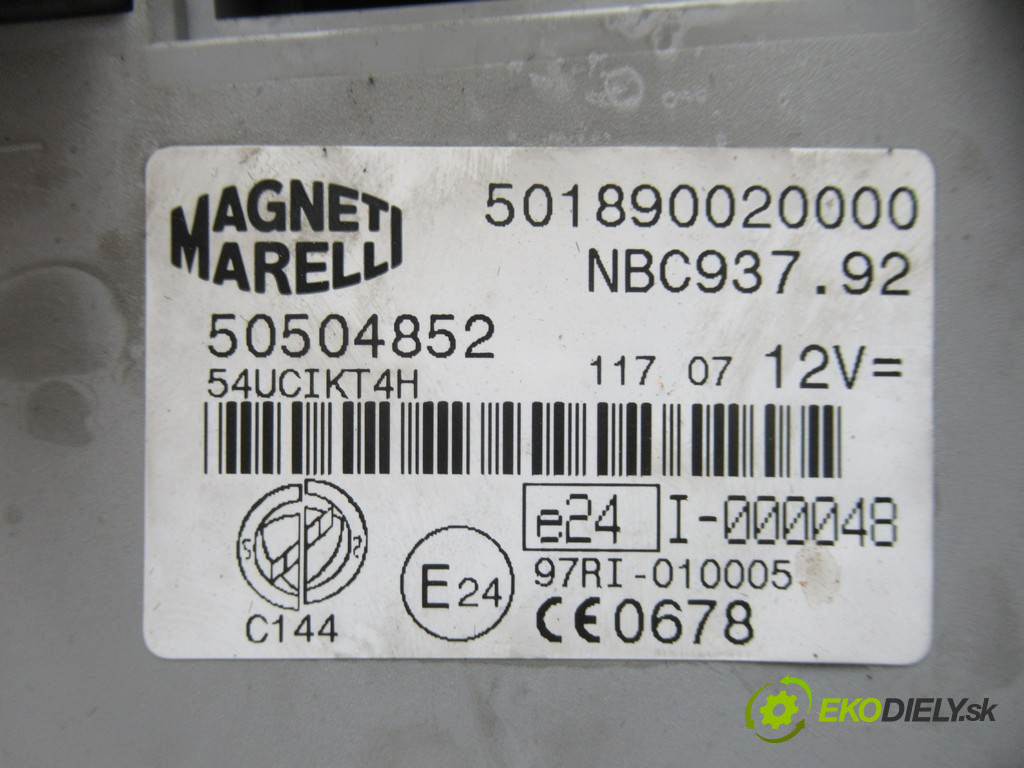 MAGNETI MARELLI
501890020000
NBC937.92
50504852
54UCIKT4H
117 07 12V=
e24 I-000048
97RI-010005
E24
CE0678
C144
EKODIELY.sk